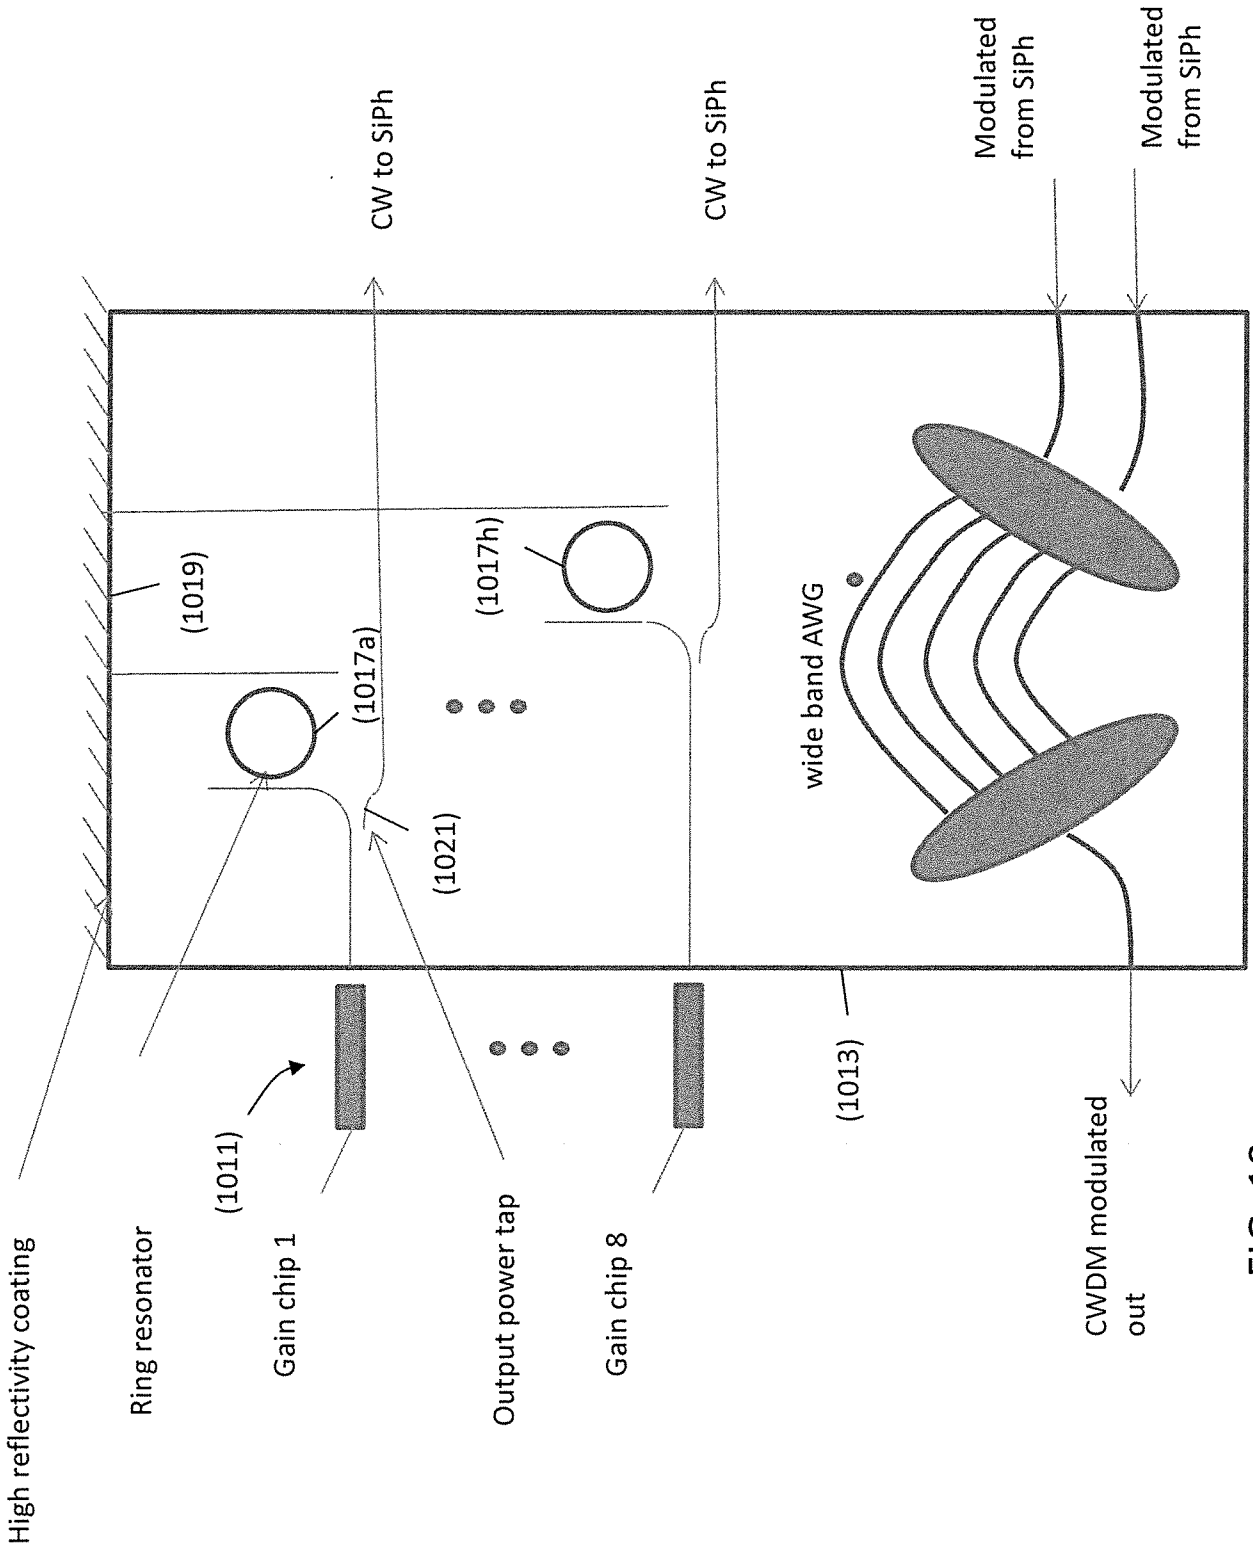 High reflectivity coating
Ring resonator
(1011)
Gain chip 1
Output power tap
Gain chip 8
CWDM modulated
out
(1013)
(1021)
(1017a)
(1019)
(1017h)
wide band AWG
CW to SiPh
CW to SiPh
Modulated
from SiPh
Modulated
from SiPh